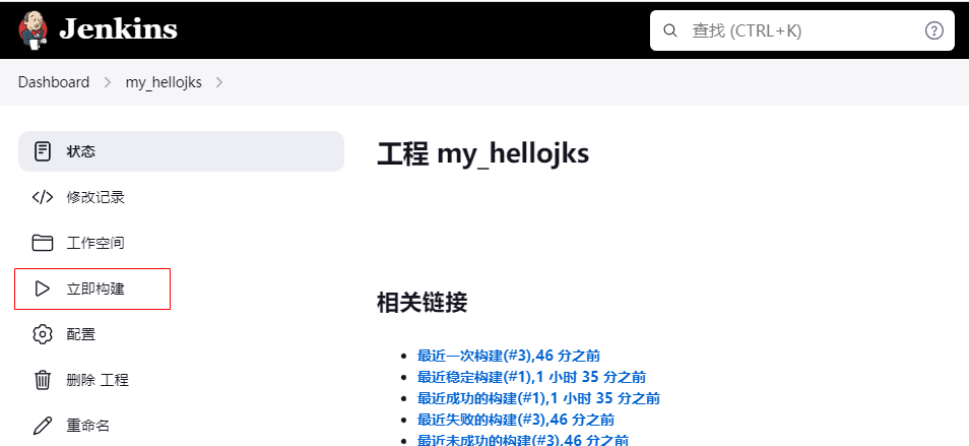 Jenkins
查找 (CTRL+K)
Dashboard
my_hellojks
状态
修改记录
工作空间
立即构建
配置
删除 工程
重命名
工程 my_hellojks
相关链接
最近一次构建(#3),46 分之前
最近稳定构建(#1),1 小时 35 分之前
最近成功的构建(#1),1 小时 35 分之前
最近失败的构建(#3),46 分之前
最近未成功的构建(#3),46 分之前